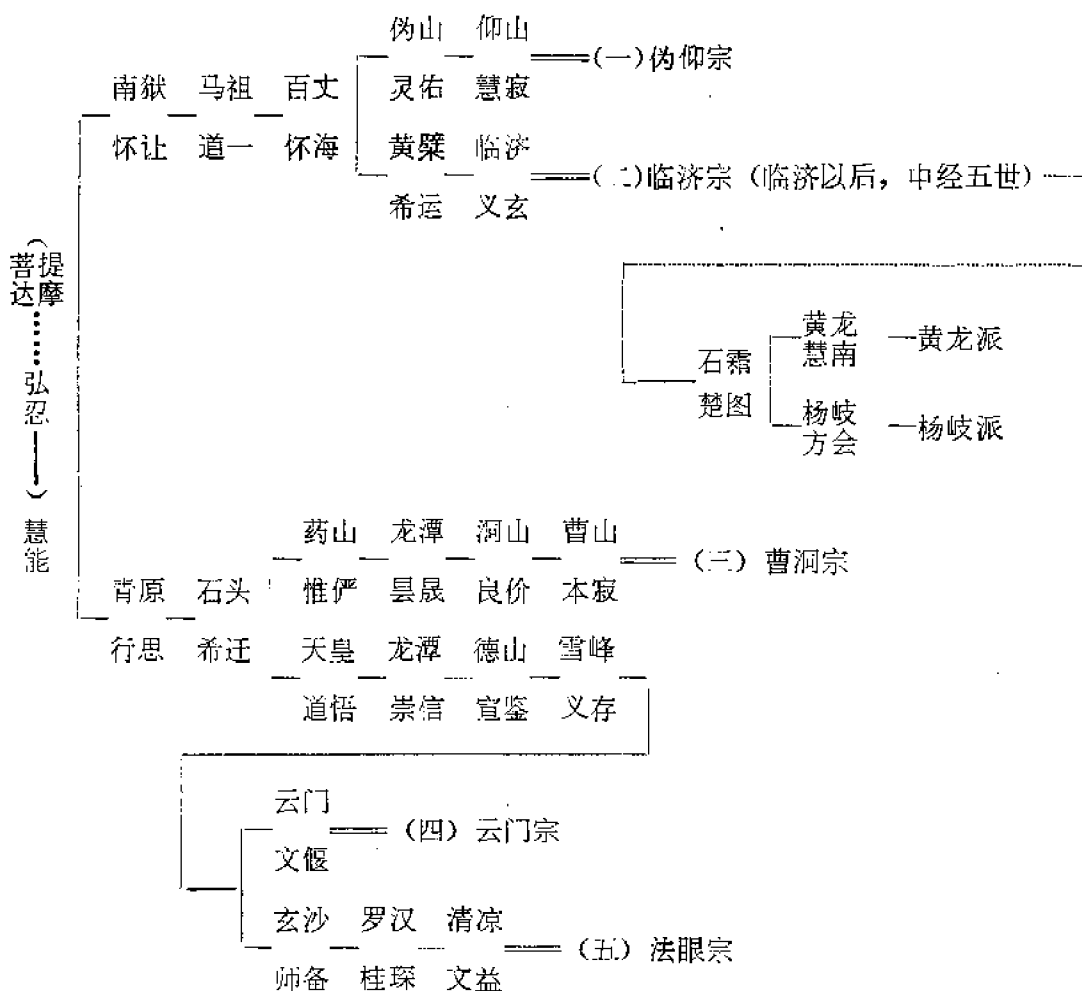 伪山 仰山
灵佑 慧寂
(一)伪仰宗
南狱 马祖 百丈
怀让 道一 怀海
黄檗 临济
希运 义玄
(二)临济宗(临济以后,中经五世)
(菩提达摩……弘忍——)慧能
石霜
楚图
黄龙
慧南
黄龙派
杨岐
方会
杨岐派
青原 石头
行思 希迁
药山 龙潭 洞山 曹山
惟俨 昙晟 良价 本寂
(三)曹洞宗
天皇 龙潭 德山 雪峰
道悟 崇信 宣鉴 义存
云门
文偃
(四)云门宗
玄沙 罗汉 清凉
师备 桂琛 文益
(五)法眼宗